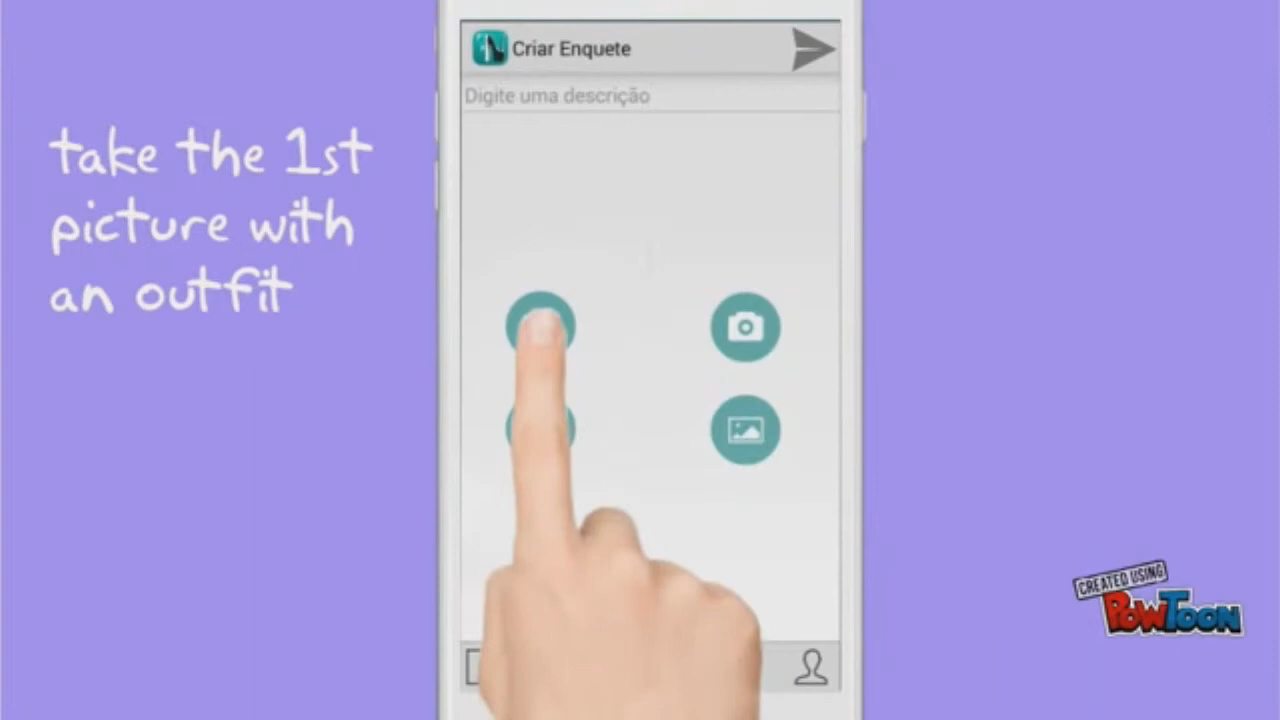 Criar Enquete
Digite uma descrição
take the 1st
picture with
an outfit
CREATED USING
POWTOON